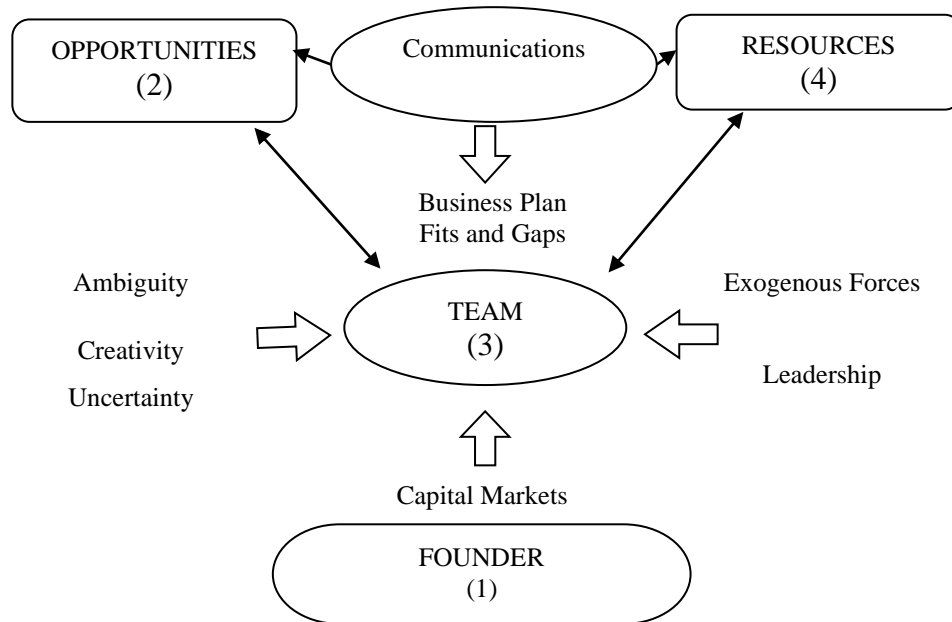 OPPORTUNITIES
(2)
Communications
RESOURCES
(4)
Business Plan
Fits and Gaps
Ambiguity
Creativity
Uncertainty
TEAM
(3)
Exogenous Forces
Leadership
Capital Markets
FOUNDER
(1)